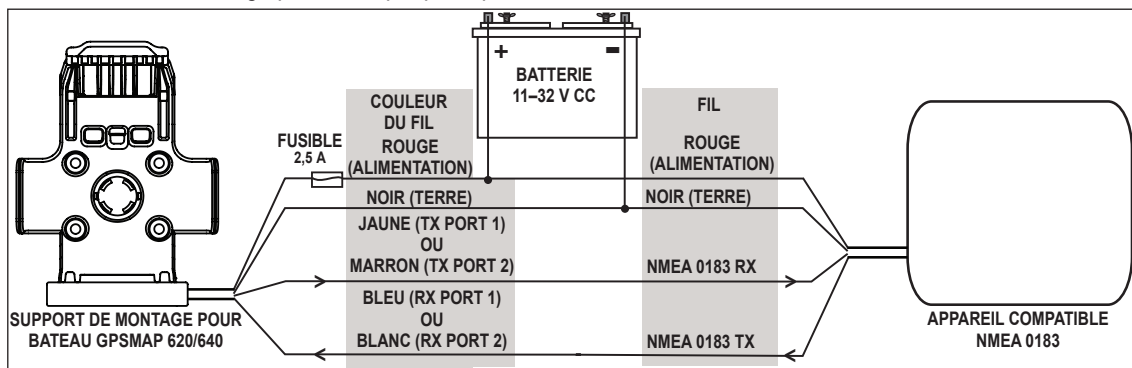 +
-
BATTERIE
11–32 V CC
COULEUR
DU FIL
FIL
FUSIBLE
2,5 A
ROUGE
(ALIMENTATION)
ROUGE
(ALIMENTATION)
NOIR (TERRE)
NOIR (TERRE)
JAUNE (TX PORT 1)
OU
MARRON (TX PORT 2)
NMEA 0183 RX
BLEU (RX PORT 1)
OU
BLANC (RX PORT 2)
NMEA 0183 TX
SUPPORT DE MONTAGE POUR
BATEAU GPSMAP 620/640
APPAREIL COMPATIBLE
NMEA 0183